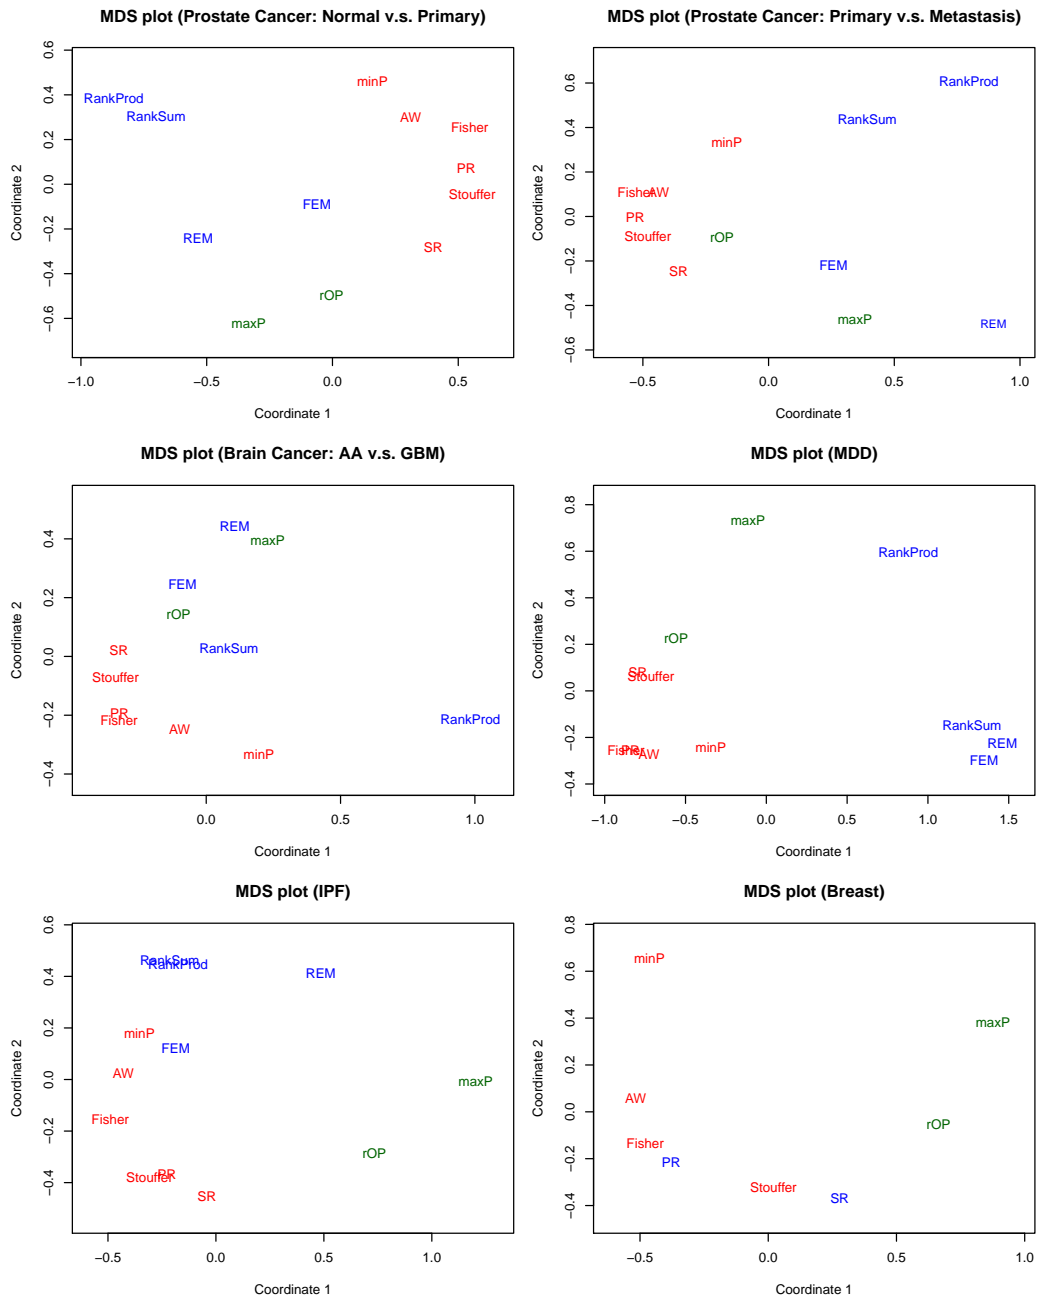 MDS plot (Prostate Cancer: Normal v.s. Primary)
Coordinate 2
0.6
0.4
0.2
0.0
−0.2
−0.4
−0.6
minP
RankProd
RankSum
AW
Fisher
PR
Stouffer
FEM
REM
SR
rOP
maxP
−1.0 −0.5 0.0 0.5
Coordinate 1
MDS plot (Prostate Cancer: Primary v.s. Metastasis)
Coordinate 2
0.6
0.4
0.2
0.0
−0.2
−0.4
−0.6
RankProd
RankSum
minP
Fisher
AW
PR
Stouffer
rOP
SR
FEM
maxP
REM
−0.5 0.0 0.5 1.0
Coordinate 1
MDS plot (Brain Cancer: AA v.s. GBM)
Coordinate 2
0.4
0.2
0.0
−0.2
−0.4
REM
maxP
FEM
rOP
SR
RankSum
Stouffer
PR
Fisher
AW
RankProd
minP
0.0 0.5 1.0
Coordinate 1
MDS plot (MDD)
Coordinate 2
0.8
0.6
0.4
0.2
0.0
−0.2
−0.4
maxP
RankProd
rOP
SR
Stouffer
RankSum
REM
FEM
Fisher
PR
AW
minP
−1.0 −0.5 0.0 0.5 1.0 1.5
Coordinate 1
MDS plot (IPF)
Coordinate 2
0.6
0.4
0.2
0.0
−0.2
−0.4
RankSum
RankProd
REM
minP
FEM
AW
maxP
Fisher
rOP
PR
Stouffer
SR
−0.5 0.0 0.5 1.0
Coordinate 1
MDS plot (Breast)
Coordinate 2
0.8
0.6
0.4
0.2
0.0
−0.2
−0.4
minP
maxP
AW
rOP
Fisher
PR
Stouffer
SR
−0.5 0.0 0.5 1.0
Coordinate 1